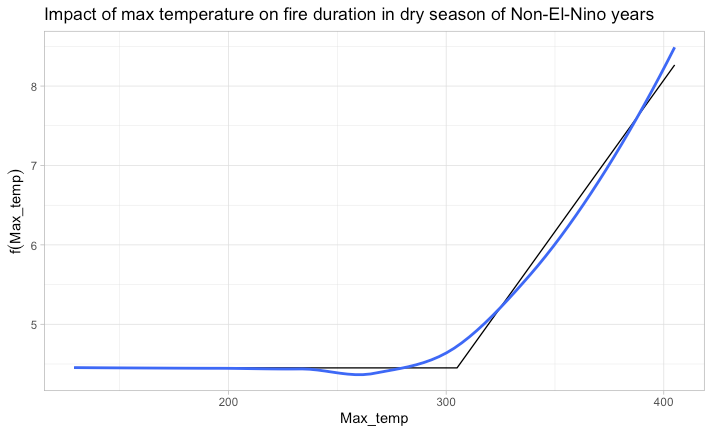 Impact of max temperature on fire duration in dry season of Non-El-Nino years
8
7
6
5
f(Max_temp)
200
300
400
Max_temp